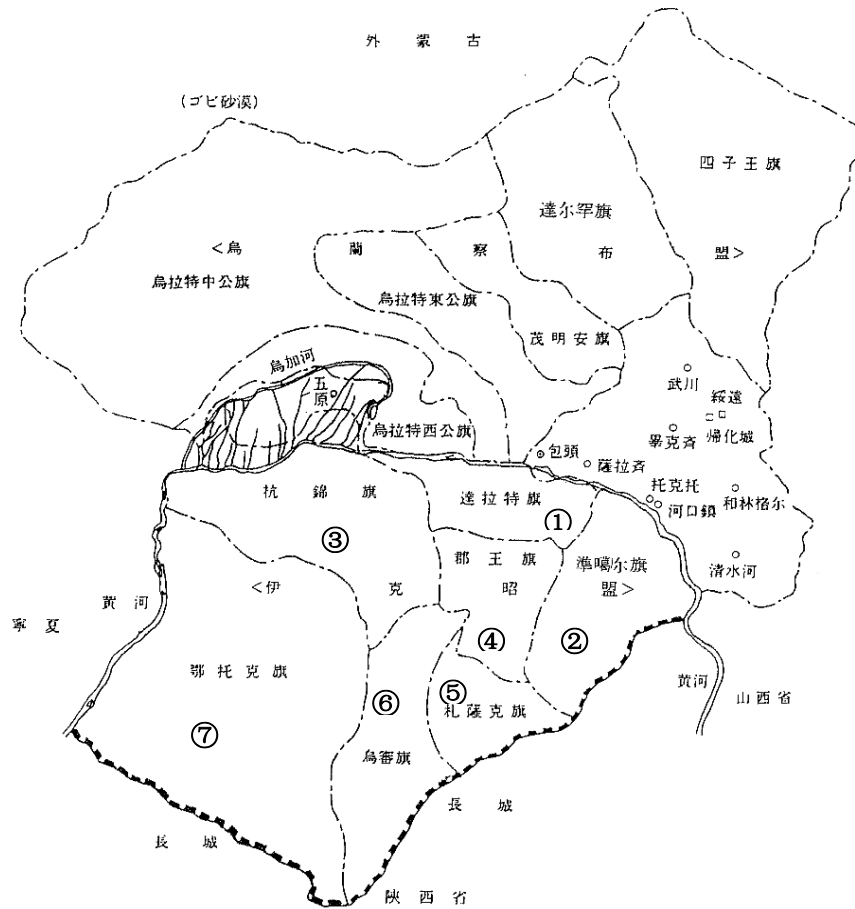 外蒙古
(ゴビ砂漠)
四子王旗
達尔罕旗
<烏
蘭
察
布
盟>
烏拉特中公旗
烏拉特東公旗
茂明安旗
烏加河
五原
武川
綏遠
畢克斉
帰化城
烏拉特西公旗
包頭
薩拉斉
杭錦旗
達拉特旗
托克托
河口鎮
和林格尔
①
③
郡王旗
準噶尔旗
清水河
<伊
克
昭
盟>
寧夏
黄河
④
②
鄂托克旗
⑤
⑥
札薩克旗
黄河
山西省
⑦
烏審旗
長城
長城
陝西省